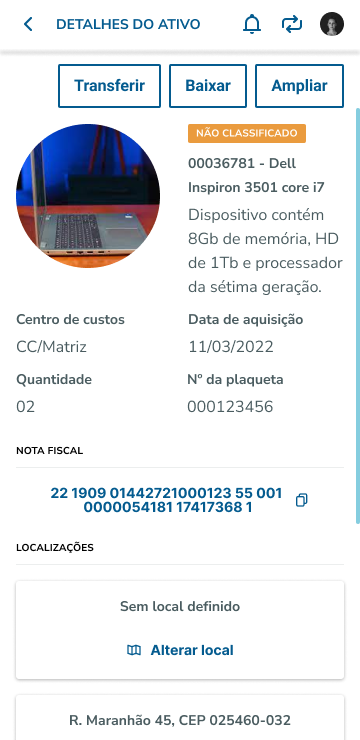 DETALHES DO ATIVO
Transferir
Baixar
Ampliar
NÃO CLASSIFICADO
00036781 - Dell
Inspiron 3501 core i7
Dispositivo contém
8Gb de memória, HD
de 1Tb e processador
da sétima geração.
Centro de custos
CC/Matriz
Data de aquisição
11/03/2022
Quantidade
02
Nº da plaqueta
000123456
NOTA FISCAL
22 1909 01442721000123 55 001
0000054181 17417368 1
LOCALIZAÇÕES
Sem local definido
Alterar local
R. Maranhão 45, CEP 025460-032